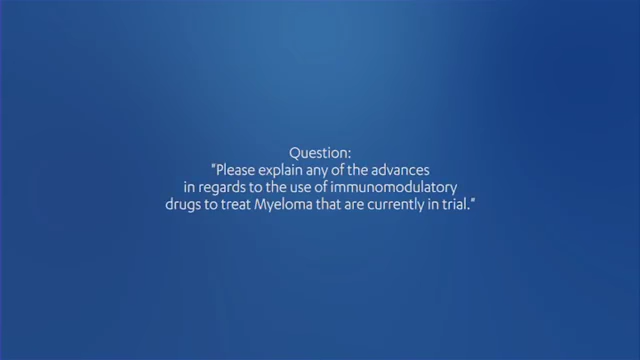 Question:
"Please explain any of the advances
in regards to the use of immunomodulatory
drugs to treat Myeloma that are currently in trial."